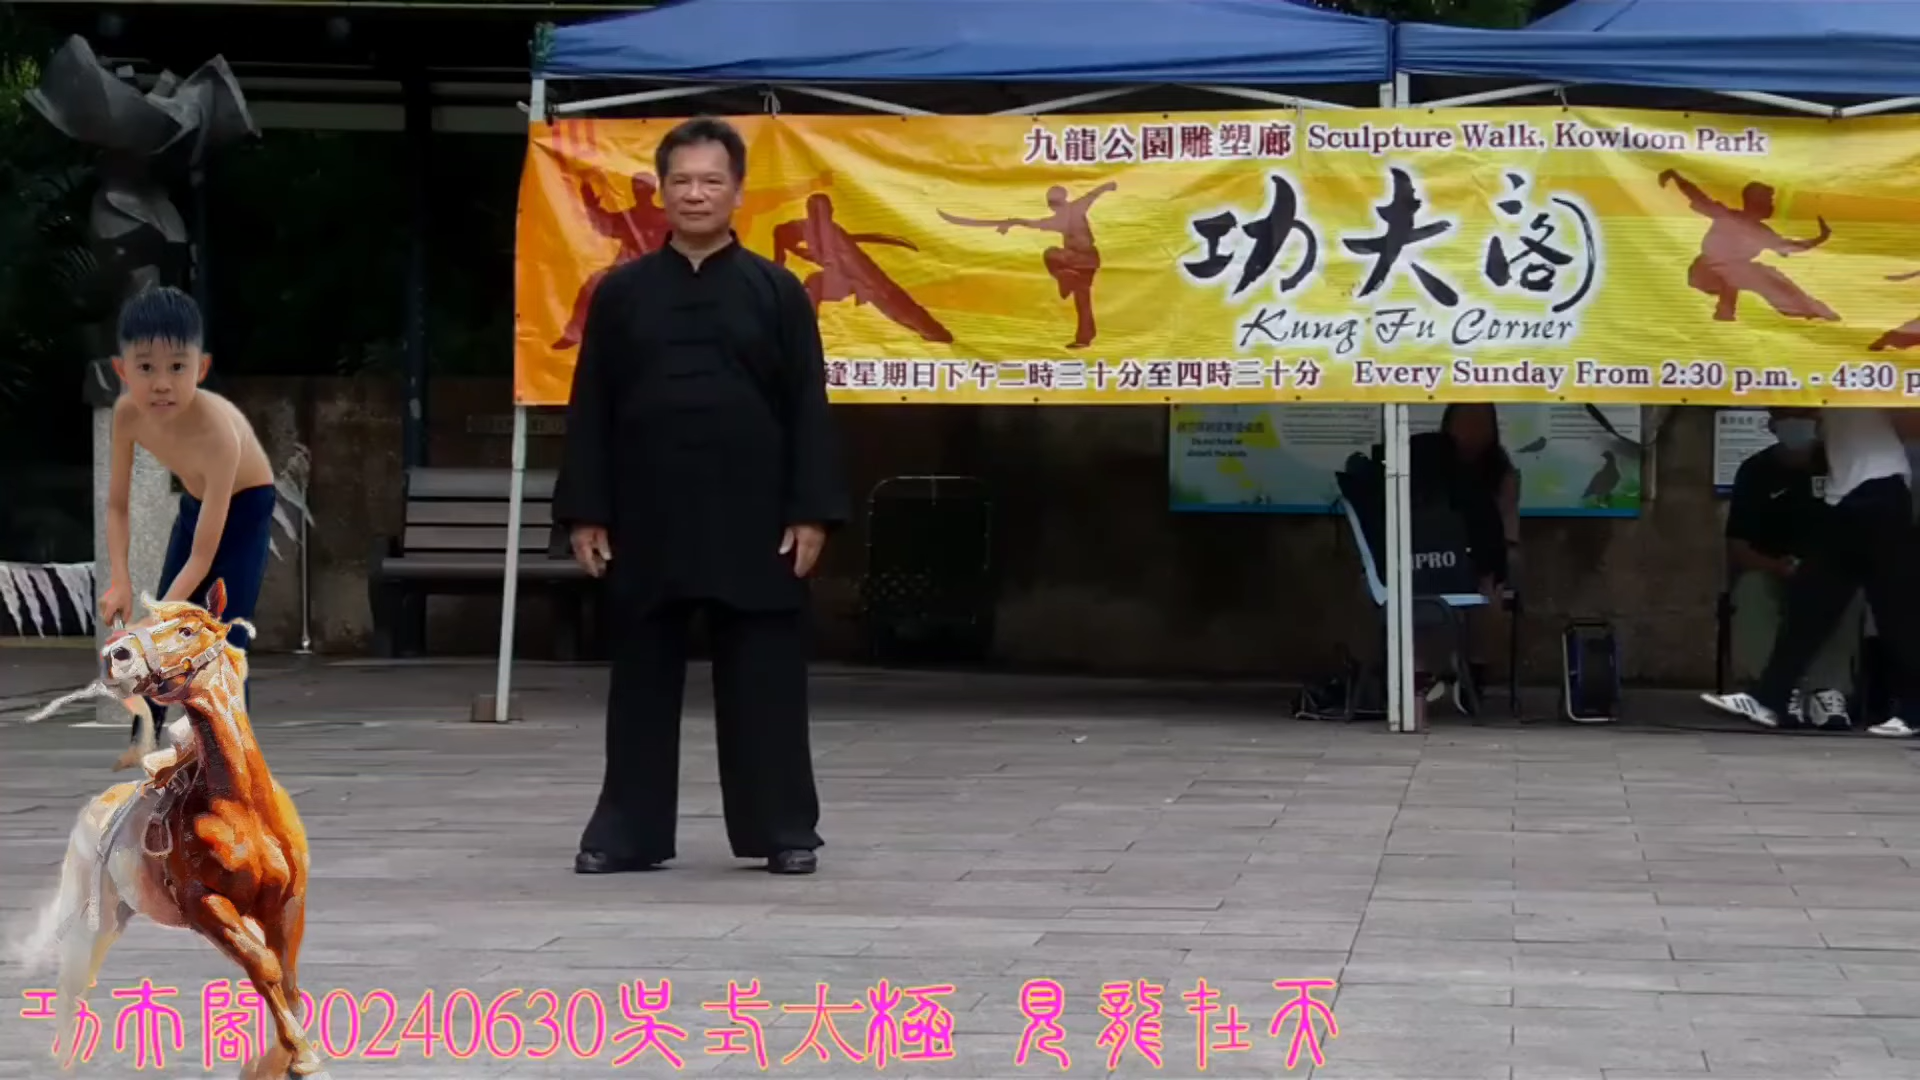 九龍公園雕塑廊 Sculpture Walk, Kowloon Park
功夫閣
Kung Fu Corner
逢星期日下午二時三十分至四時三十分 Every Sunday From 2:30 p.m. - 4:30 p
PRO
功夫閣20240630吳式太極 見龍在天